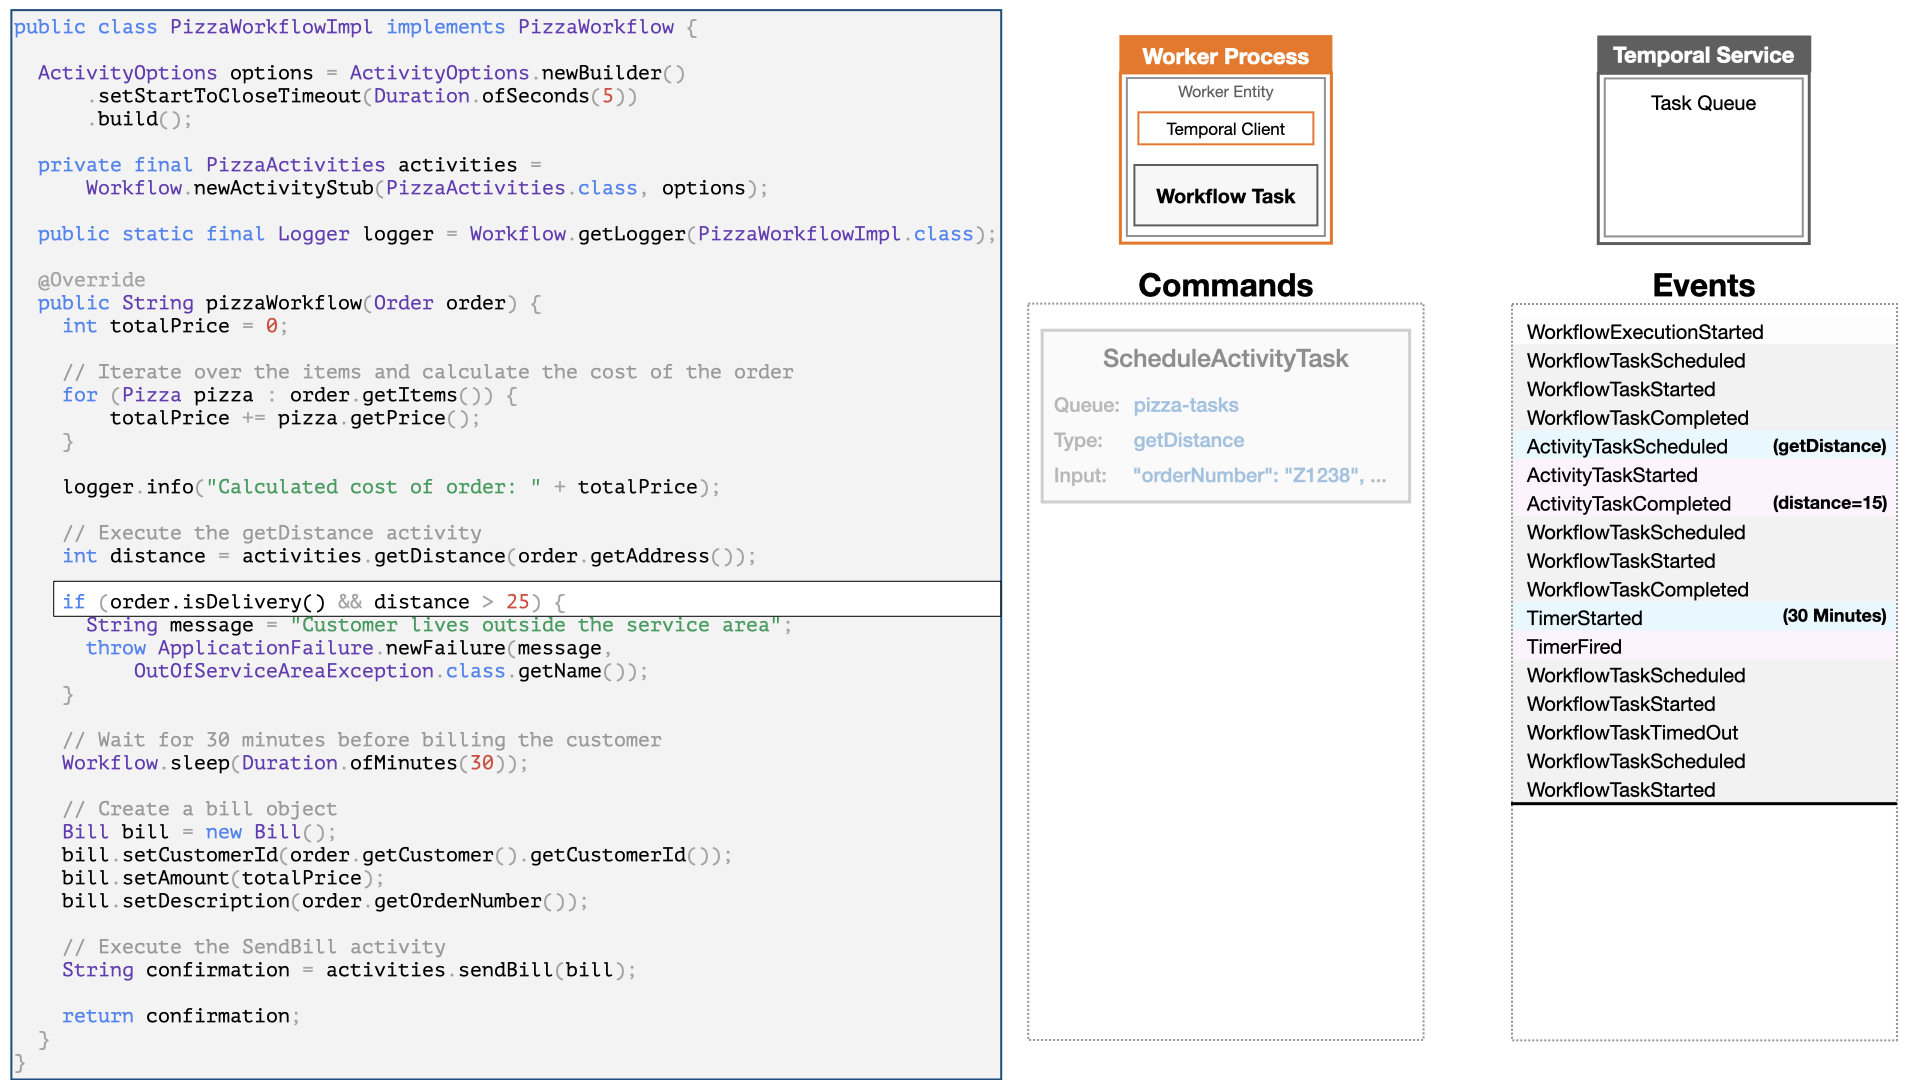 public class PizzaWorkflowImpl implements PizzaWorkflow {
ActivityOptions options = ActivityOptions.newBuilder()
.setStartToCloseTimeout(Duration.ofSeconds(5))
.build();
private final PizzaActivities activities =
Workflow.newActivityStub(PizzaActivities.class, options);
public static final Logger logger = Workflow.getLogger(PizzaWorkflowImpl.class);
@Override
public String pizzaWorkflow(Order order) {
int totalPrice = 0;
// Iterate over the items and calculate the cost of the order
for (Pizza pizza : order.getItems()) {
totalPrice += pizza.getPrice();
}
logger.info("Calculated cost of order: " + totalPrice);
// Execute the getDistance activity
int distance = activities.getDistance(order.getAddress());
if (order.isDelivery() && distance > 25) {
String message = "Customer lives outside the service area";
throw ApplicationFailure.newFailure(message,
OutOfServiceAreaException.class.getName());
}
// Wait for 30 minutes before billing the customer
Workflow.sleep(Duration.ofMinutes(30));
// Create a bill object
Bill bill = new Bill();
bill.setCustomerId(order.getCustomer().getCustomerId());
bill.setAmount(totalPrice);
bill.setDescription(order.getOrderNumber());
// Execute the SendBill activity
String confirmation = activities.sendBill(bill);
return confirmation;
}
}
Worker Process
Worker Entity
Temporal Client
Workflow Task
Commands
ScheduleActivityTask
Queue: pizza-tasks
Type: getDistance
Input: "orderNumber": "Z1238", ...
Temporal Service
Task Queue
Events
WorkflowExecutionStarted
WorkflowTaskScheduled
WorkflowTaskStarted
WorkflowTaskCompleted
ActivityTaskScheduled (getDistance)
ActivityTaskStarted
ActivityTaskCompleted (distance=15)
WorkflowTaskScheduled
WorkflowTaskStarted
WorkflowTaskCompleted
TimerStarted (30 Minutes)
TimerFired
WorkflowTaskScheduled
WorkflowTaskStarted
WorkflowTaskTimedOut
WorkflowTaskScheduled
WorkflowTaskStarted